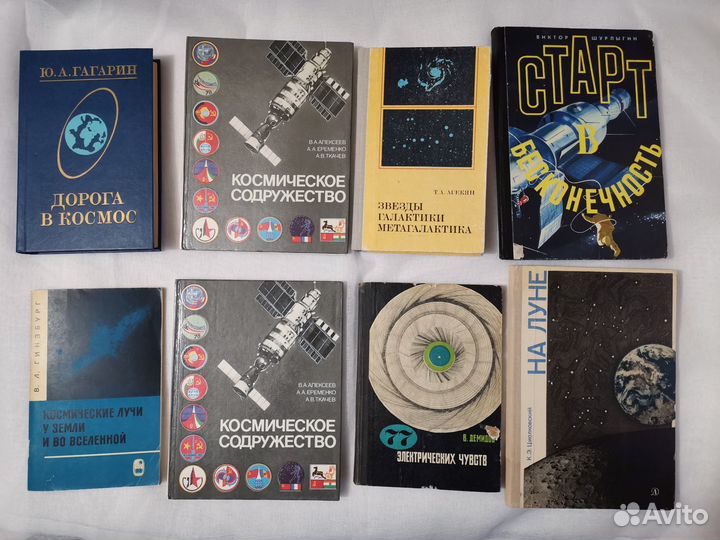 Ю.А.ГАГАРИН
ДОРОГА
В КОСМОС
В.А.АЛЕКСЕЕВ
А.А.ЕРЕМЕНКО
А.В.ТКАЧЕВ
КОСМИЧЕСКОЕ
СОДРУЖЕСТВО
Т.А.АГЕКЯН
ЗВЕЗДЫ
ГАЛАКТИКИ
МЕТАГАЛАКТИКА
ВИКТОР ШУРЛЫГИН
СТАРТ
В
БЕСКОНЕЧНОСТЬ
В. Л. ГИНЗБУРГ
КОСМИЧЕСКИЕ ЛУЧИ
У ЗЕМЛИ
И ВО ВСЕЛЕННОЙ
В.А.АЛЕКСЕЕВ
А.А.ЕРЕМЕНКО
А.В.ТКАЧЕВ
КОСМИЧЕСКОЕ
СОДРУЖЕСТВО
77
В. ДЕМИДОВ
ЭЛЕКТРИЧЕСКИХ ЧУВСТВ
К.Э.Циолковский
НА ЛУНЕ
Avito